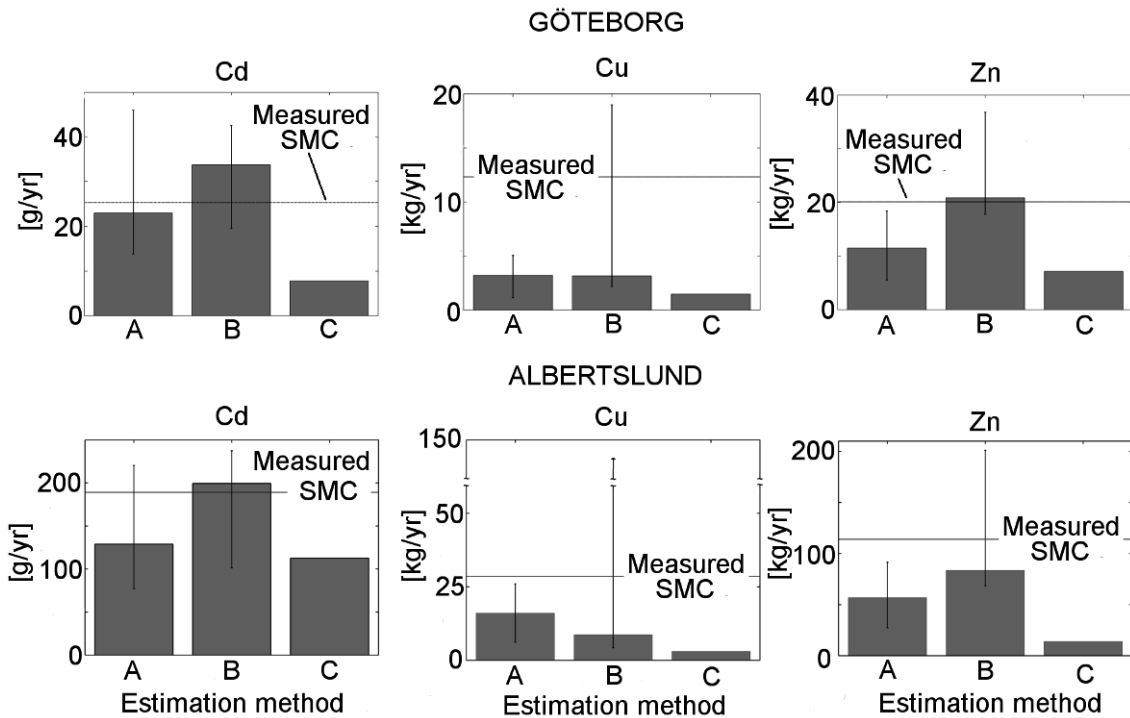 GÖTEBORG
Cd
[g/yr]
40
20
0
Measured
SMC
A B C
Cu
[kg/yr]
20
10
0
Measured
SMC
A B C
Zn
[kg/yr]
40
20
0
Measured
SMC
A B C
ALBERTSLUND
Cd
[g/yr]
200
100
0
Measured
SMC
A B C
Estimation method
Cu
[kg/yr]
150
50
25
0
Measured
SMC
A B C
Estimation method
Zn
[kg/yr]
200
100
0
Measured
SMC
A B C
Estimation method